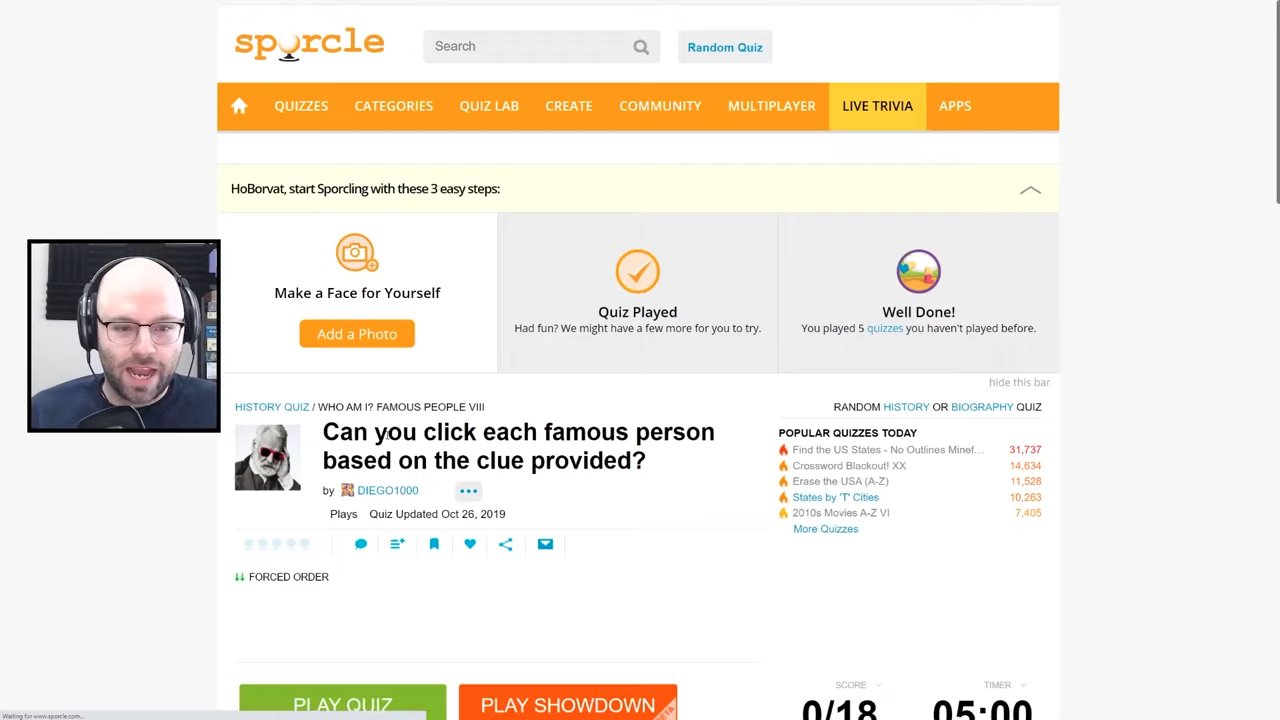 sporcle
Search
Random Quiz
QUIZZES
CATEGORIES
QUIZ LAB
CREATE
COMMUNITY
MULTIPLAYER
LIVE TRIVIA
APPS
HoBorvat, start Sporcling with these 3 easy steps:
Make a Face for Yourself
Add a Photo
Quiz Played
Had fun? We might have a few more for you to try.
Well Done!
You played 5 quizzes you haven't played before.
hide this bar
HISTORY QUIZ / WHO AM I? FAMOUS PEOPLE VIII
Can you click each famous person
based on the clue provided?
by DIEGO1000
Plays Quiz Updated Oct 26, 2019
FORCED ORDER
PLAY QUIZ
PLAY SHOWDOWN
BETA
RANDOM HISTORY OR BIOGRAPHY QUIZ
POPULAR QUIZZES TODAY
Find the US States - No Outlines Minef... 31,737
Crossword Blackout! XX 14,634
Erase the USA (A-Z) 11,528
States by 'T' Cities 10,263
2010s Movies A-Z VI 7,405
More Quizzes
SCORE
0/18
TIMER
05:00
Waiting for www.sporcle.com...